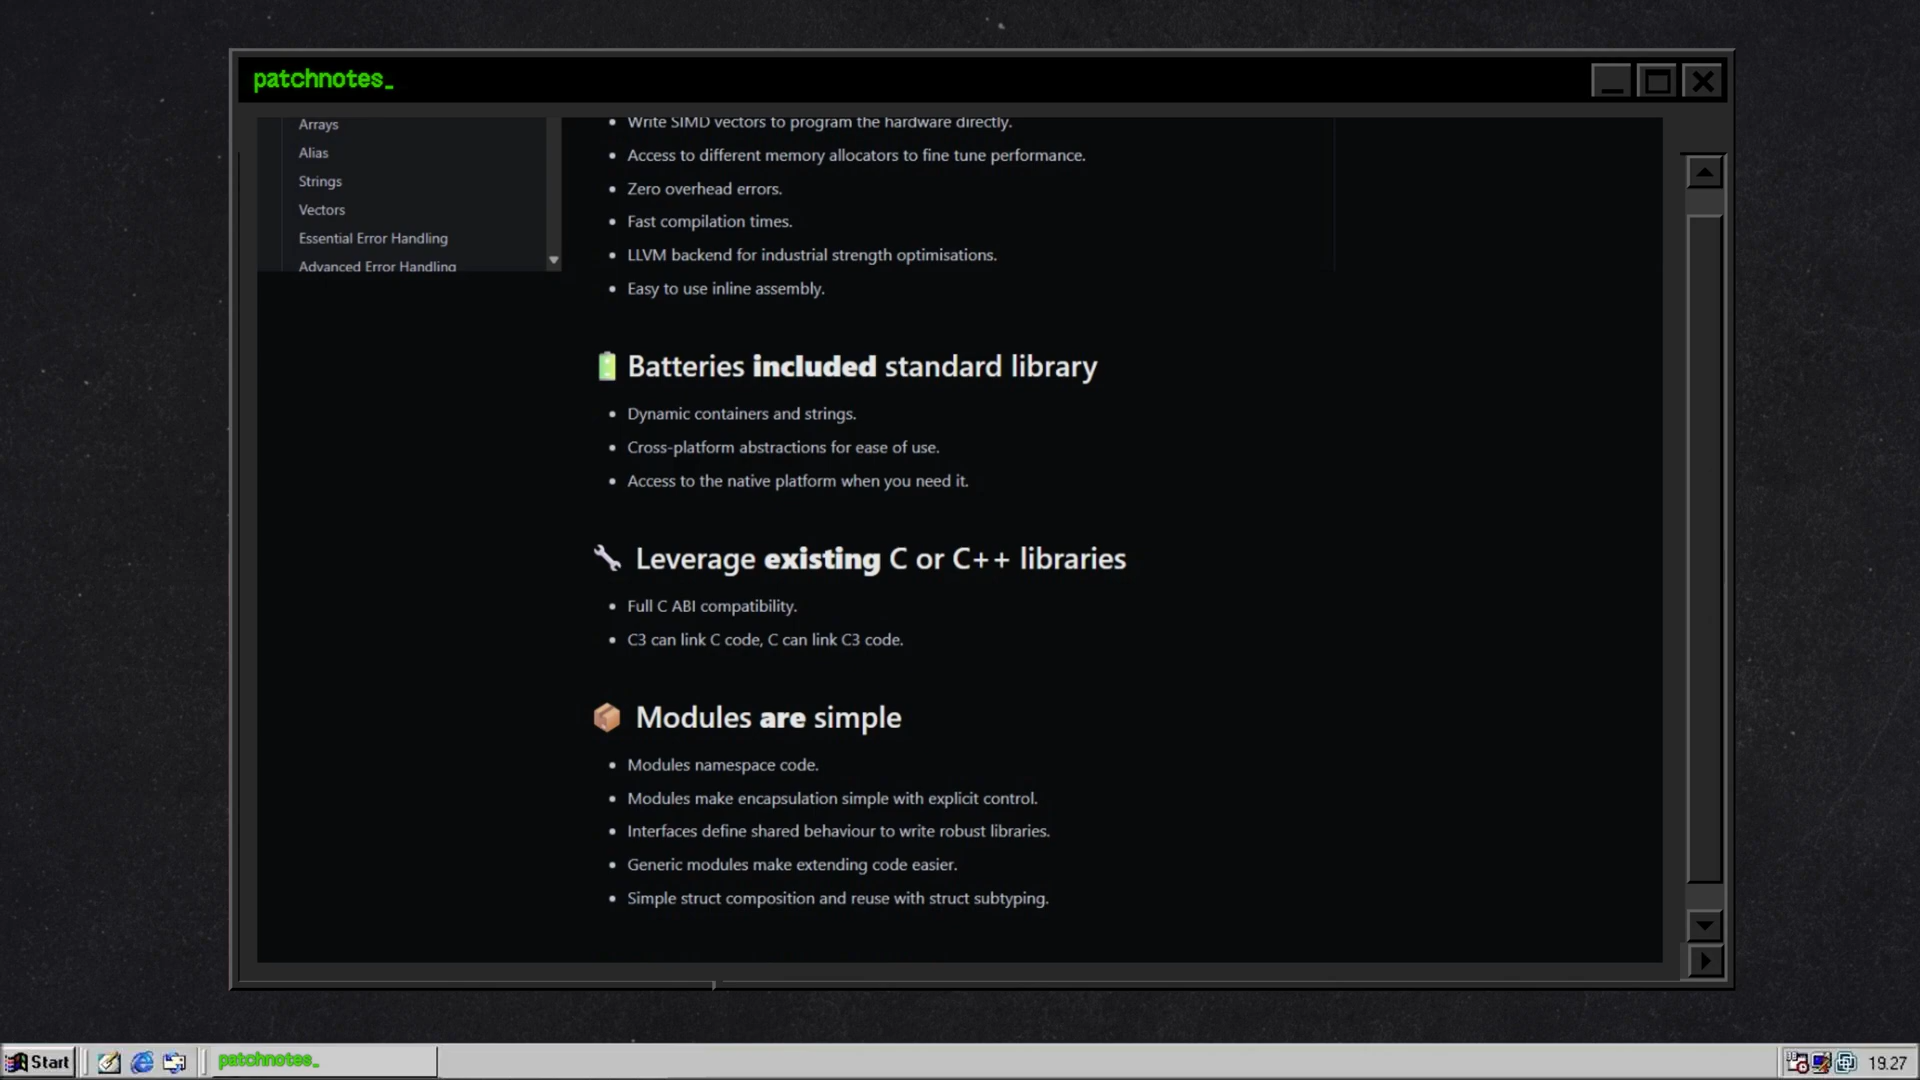 patchnotes_
Arrays
Alias
Strings
Vectors
Essential Error Handling
Advanced Error Handling
Write SIMD vectors to program the hardware directly.
Access to different memory allocators to fine tune performance.
Zero overhead errors.
Fast compilation times.
LLVM backend for industrial strength optimisations.
Easy to use inline assembly.
Batteries included standard library
Dynamic containers and strings.
Cross-platform abstractions for ease of use.
Access to the native platform when you need it.
Leverage existing C or C++ libraries
Full C ABI compatibility.
C3 can link C code, C can link C3 code.
Modules are simple
Modules namespace code.
Modules make encapsulation simple with explicit control.
Interfaces define shared behaviour to write robust libraries.
Generic modules make extending code easier.
Simple struct composition and reuse with struct subtyping.
Start
patchnotes_
19.27